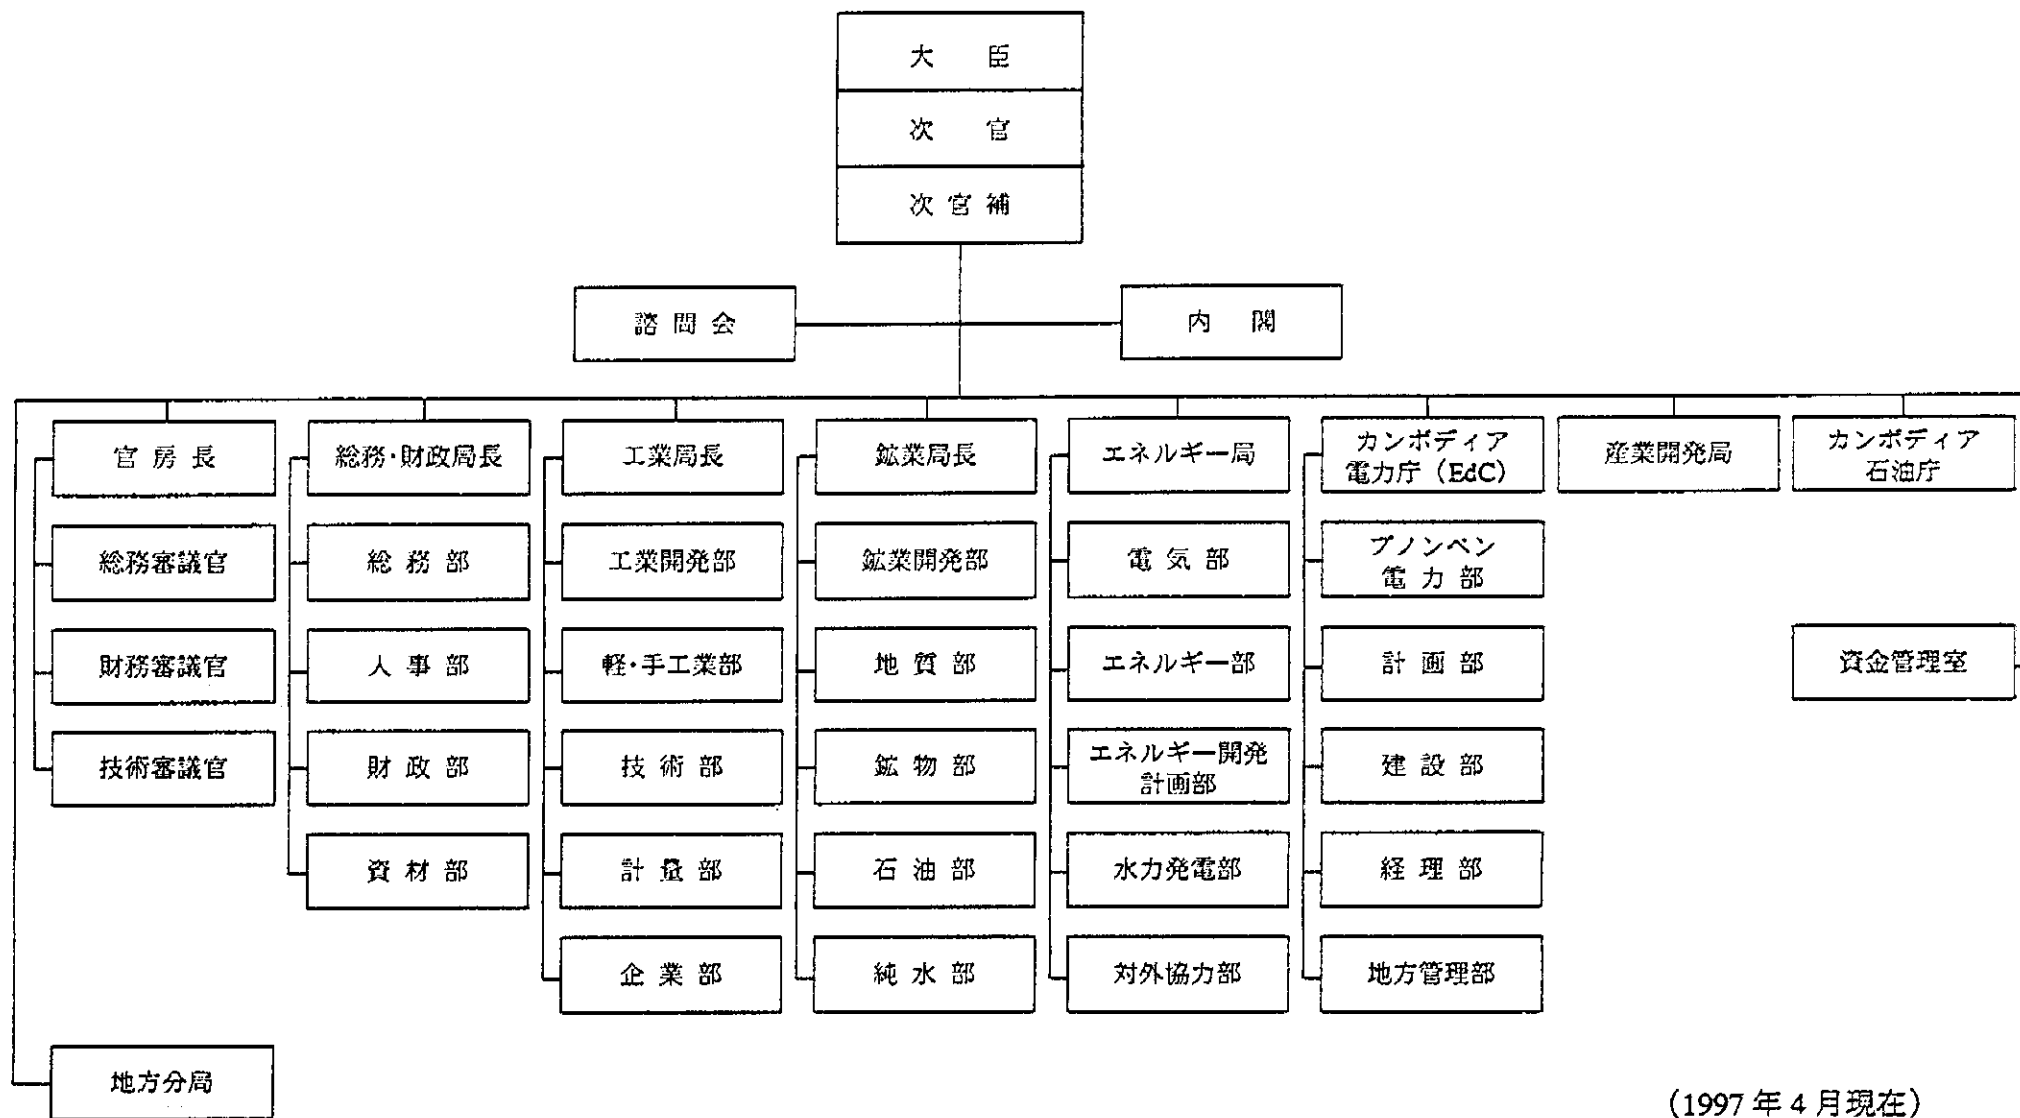 大臣
次官
次官補
諮問会
内閣
官房長
総務審議官
財務審議官
技術審議官
地方分局
総務・財政局長
総務部
人事部
財政部
資材部
工業局長
工業開発部
軽・手工業部
技術部
計量部
企業部
鉱業局長
鉱業開発部
地質部
鉱物部
石油部
純水部
エネルギー局
電気部
エネルギー部
エネルギー開発
計画部
水力発電部
対外協力部
カンボディア
電力庁（EdC）
プノンペン
電力部
計画部
建設部
経理部
地方管理部
産業開発局
カンボディア
石油庁
資金管理室
(1997年4月現在)